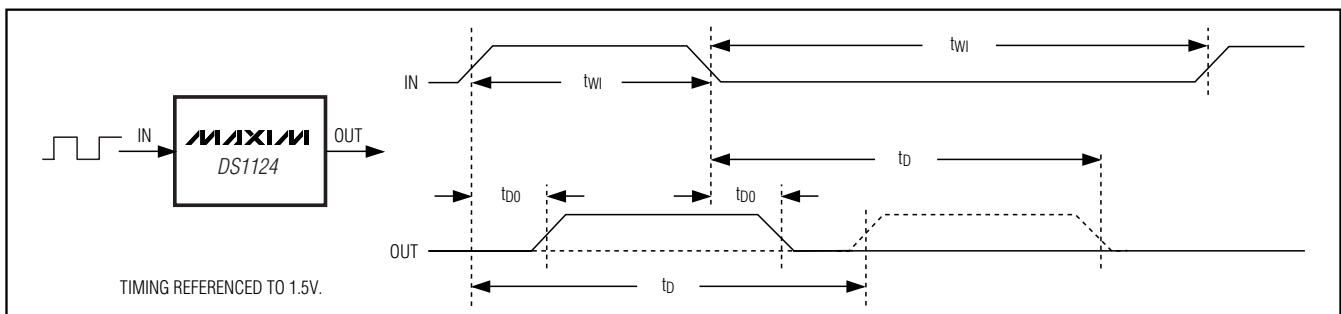 tWI
IN
tWI
IN
MAXIM
OUT
DS1124
tD
tD0
tD0
OUT
tD
TIMING REFERENCED TO 1.5V.